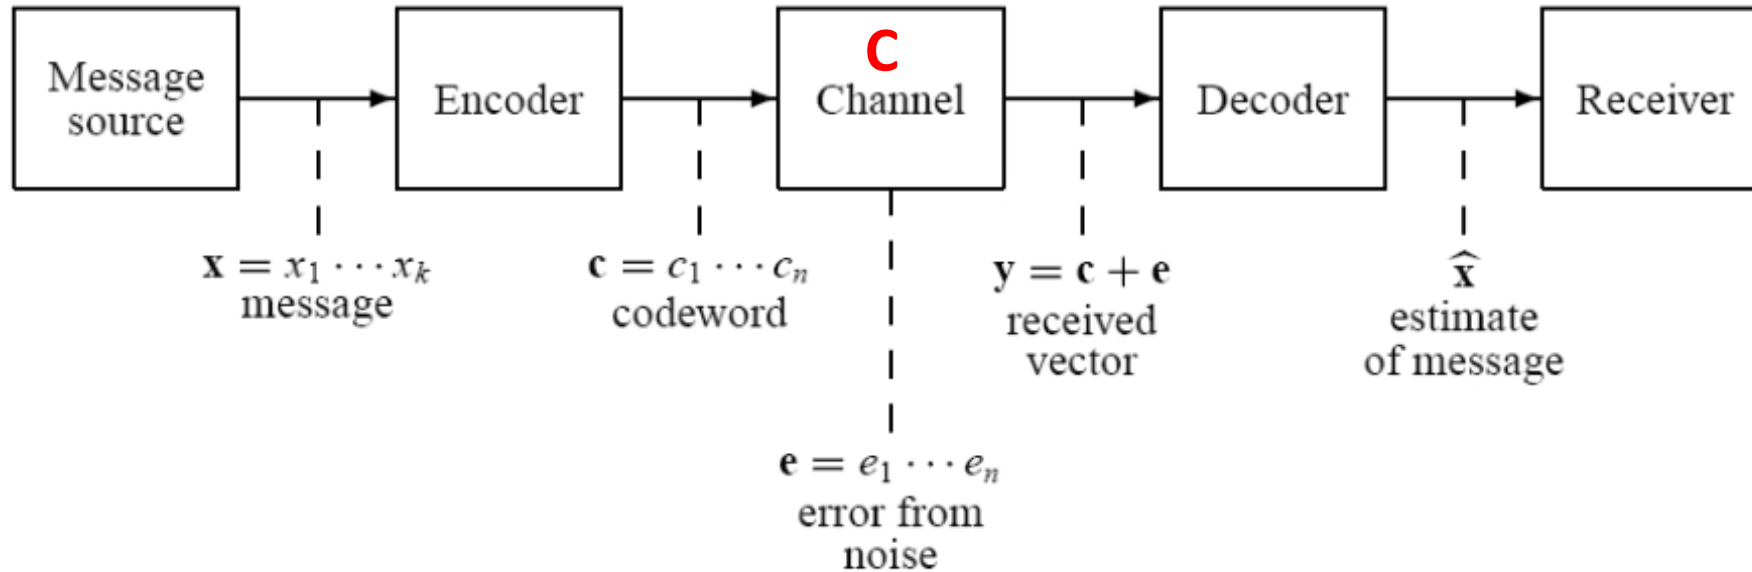 Message
source
Encoder
C
Channel
Decoder
Receiver
x = x₁ ⋯ xₖ
message
c = c₁ ⋯ cₙ
codeword
y = c + e
received
vector
x̂
estimate
of message
e = e₁ ⋯ eₙ
error from
noise